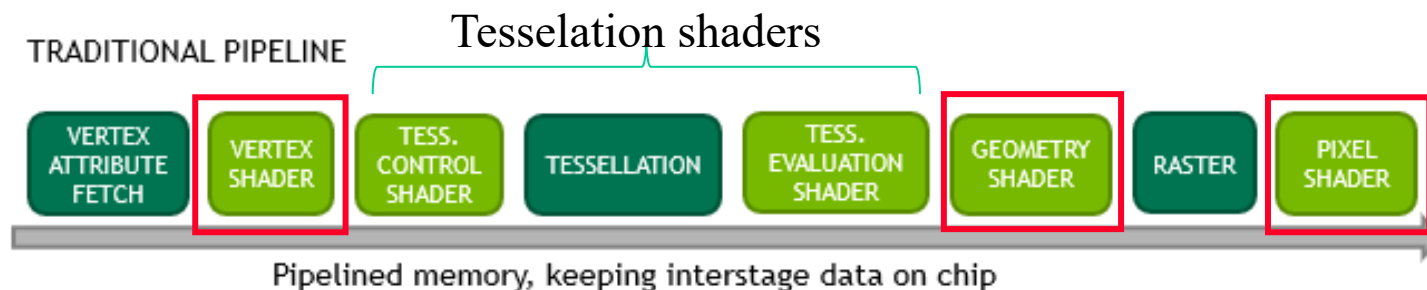 Tesselation shaders
TRADITIONAL PIPELINE
VERTEX
ATTRIBUTE
FETCH
VERTEX
SHADER
TESS.
CONTROL
SHADER
TESSELLATION
TESS.
EVALUATION
SHADER
GEOMETRY
SHADER
RASTER
PIXEL
SHADER
Pipelined memory, keeping interstage data on chip